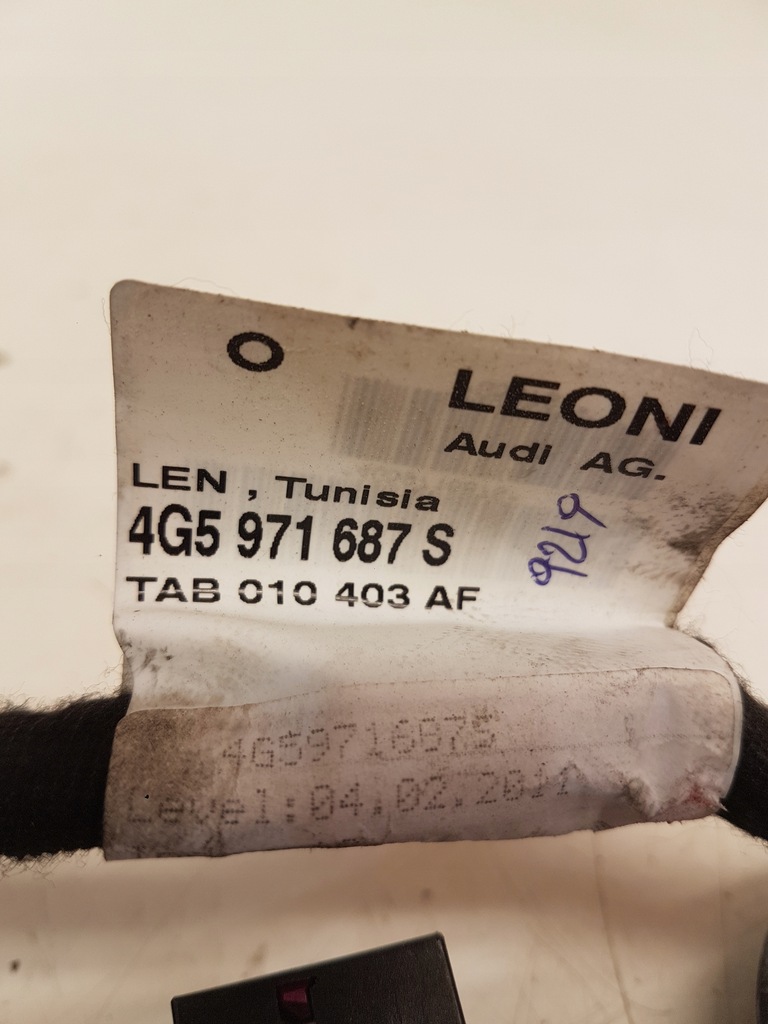 O
LEONI
Audi AG.
LEN , Tunisia
4G5 971 687 S
TAB 010 403 AF
9219
4G5971687S
Level:04.02.2011